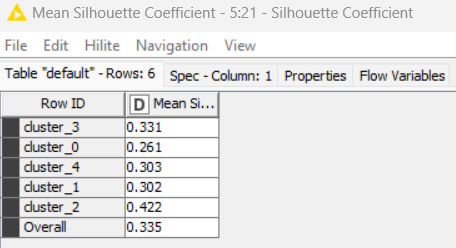 Mean Silhouette Coefficient - 5:21 - Silhouette Coefficient
File Edit Hilite Navigation View
Table "default" - Rows: 6 Spec - Column: 1 Properties Flow Variables
Row ID D Mean Si...
cluster_3 0.331
cluster_0 0.261
cluster_4 0.303
cluster_1 0.302
cluster_2 0.422
Overall 0.335